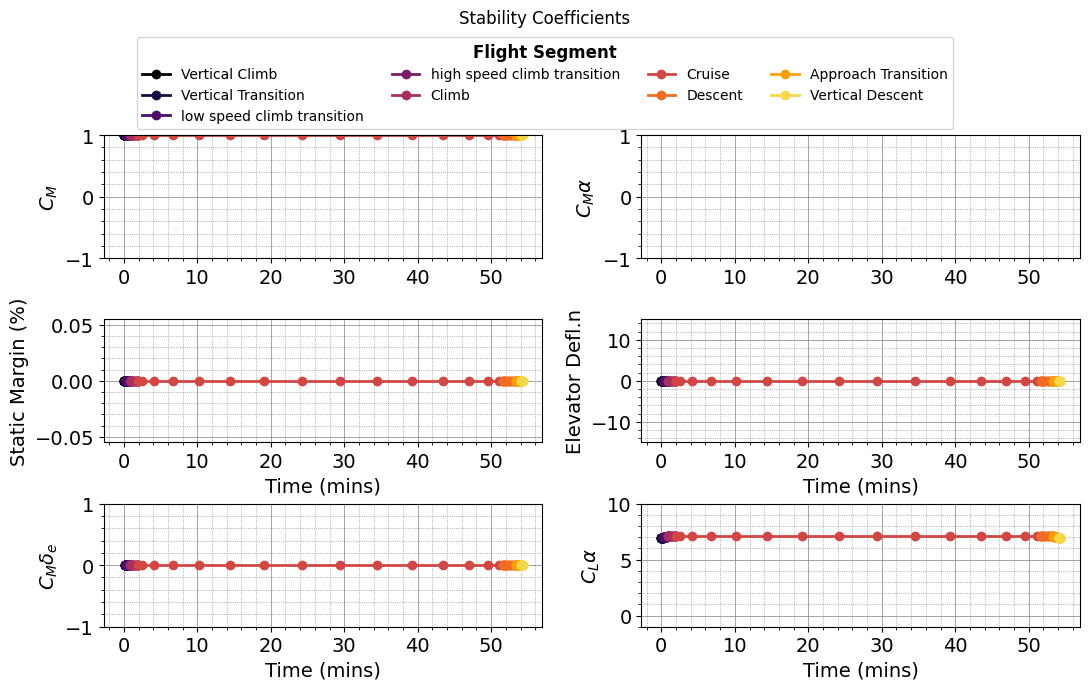 Stability Coefficients
Flight Segment
Vertical Climb
Vertical Transition
low speed climb transition
high speed climb transition
Climb
Cruise
Descent
Approach Transition
Vertical Descent
1
0
−1
C_M
0 10 20 30 40 50
1
0
−1
C_Mα
0 10 20 30 40 50
0.05
0.00
−0.05
Static Margin (%)
0 10 20 30 40 50
Time (mins)
10
0
−10
Elevator Defl.n
0 10 20 30 40 50
Time (mins)
1
0
−1
C_Mδ_e
0 10 20 30 40 50
Time (mins)
10
5
0
C_Lα
0 10 20 30 40 50
Time (mins)